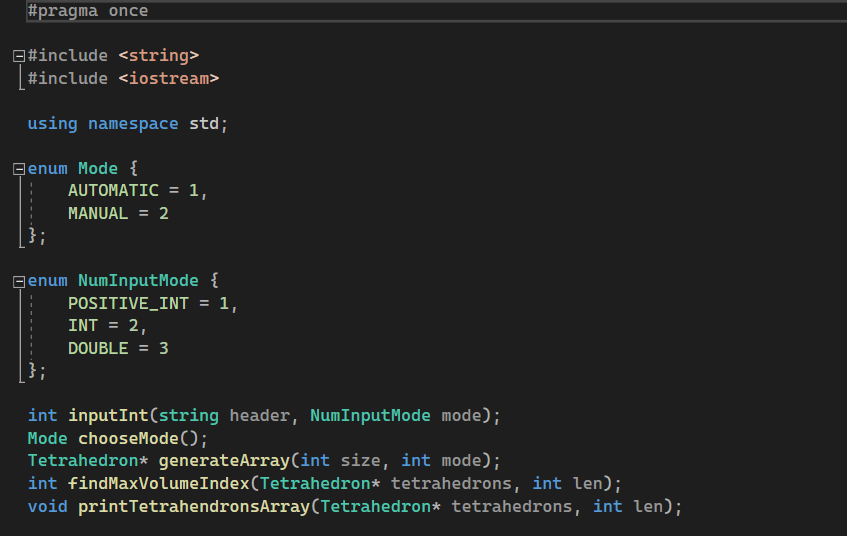 #pragma once
#include <string>
#include <iostream>
using namespace std;
enum Mode {
AUTOMATIC = 1,
MANUAL = 2
};
enum NumInputMode {
POSITIVE_INT = 1,
INT = 2,
DOUBLE = 3
};
int inputInt(string header, NumInputMode mode);
Mode chooseMode();
Tetrahedron* generateArray(int size, int mode);
int findMaxVolumeIndex(Tetrahedron* tetrahedrons, int len);
void printTetrahendronsArray(Tetrahedron* tetrahedrons, int len);